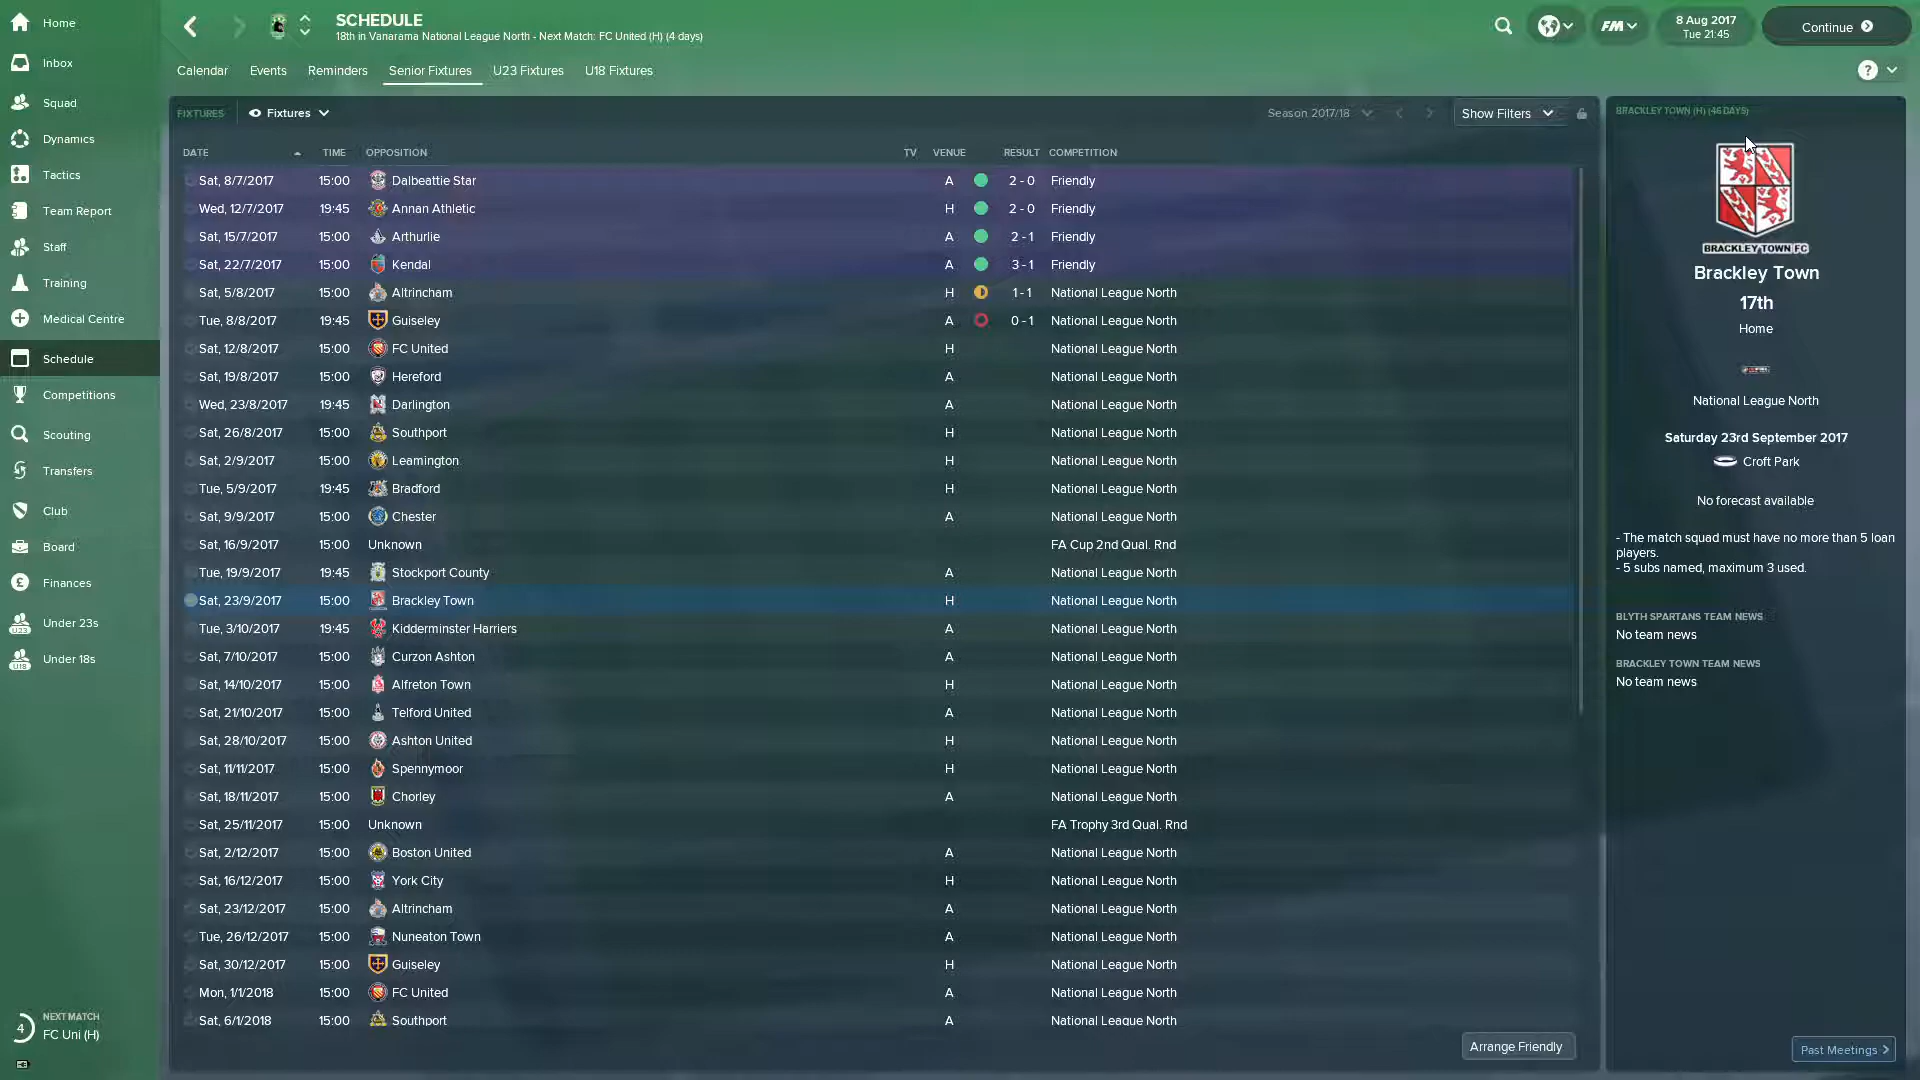 Home
Inbox
Squad
Dynamics
Tactics
Team Report
Staff
Training
Medical Centre
Schedule
Competitions
Scouting
Transfers
Club
Board
Finances
Under 23s
Under 18s
NEXT MATCH
4 FC Uni (H)
SCHEDULE
18th in Vanarama National League North - Next Match: FC United (H) (4 days)
FM
8 Aug 2017
Tue 21:45
Continue
Calendar Events Reminders Senior Fixtures U23 Fixtures U18 Fixtures
?
FIXTURES Fixtures Season 2017/18 Show Filters
DATE TIME OPPOSITION TV VENUE RESULT COMPETITION
Sat, 8/7/2017 15:00 Dalbeattie Star A 2 - 0 Friendly
Wed, 12/7/2017 19:45 Annan Athletic H 2 - 0 Friendly
Sat, 15/7/2017 15:00 Arthurlie A 2 - 1 Friendly
Sat, 22/7/2017 15:00 Kendal A 3 - 1 Friendly
Sat, 5/8/2017 15:00 Altrincham H 1 - 1 National League North
Tue, 8/8/2017 19:45 Guiseley A 0 - 1 National League North
Sat, 12/8/2017 15:00 FC United H National League North
Sat, 19/8/2017 15:00 Hereford A National League North
Wed, 23/8/2017 19:45 Darlington A National League North
Sat, 26/8/2017 15:00 Southport H National League North
Sat, 2/9/2017 15:00 Leamington H National League North
Tue, 5/9/2017 19:45 Bradford H National League North
Sat, 9/9/2017 15:00 Chester A National League North
Sat, 16/9/2017 15:00 Unknown FA Cup 2nd Qual. Rnd
Tue, 19/9/2017 19:45 Stockport County A National League North
Sat, 23/9/2017 15:00 Brackley Town H National League North
Tue, 3/10/2017 19:45 Kidderminster Harriers A National League North
Sat, 7/10/2017 15:00 Curzon Ashton A National League North
Sat, 14/10/2017 15:00 Alfreton Town H National League North
Sat, 21/10/2017 15:00 Telford United A National League North
Sat, 28/10/2017 15:00 Ashton United H National League North
Sat, 11/11/2017 15:00 Spennymoor H National League North
Sat, 18/11/2017 15:00 Chorley A National League North
Sat, 25/11/2017 15:00 Unknown FA Trophy 3rd Qual. Rnd
Sat, 2/12/2017 15:00 Boston United A National League North
Sat, 16/12/2017 15:00 York City H National League North
Sat, 23/12/2017 15:00 Altrincham A National League North
Tue, 26/12/2017 15:00 Nuneaton Town A National League North
Sat, 30/12/2017 15:00 Guiseley H National League North
Mon, 1/1/2018 15:00 FC United A National League North
Sat, 6/1/2018 15:00 Southport A National League North
Arrange Friendly
BRACKLEY TOWN (H) (46 DAYS)
BRACKLEY TOWN FC
Brackley Town
17th
Home
National League North
Saturday 23rd September 2017
Croft Park
No forecast available
- The match squad must have no more than 5 loan
players.
- 5 subs named, maximum 3 used.
BLYTH SPARTANS TEAM NEWS
No team news
BRACKLEY TOWN TEAM NEWS
No team news
Past Meetings